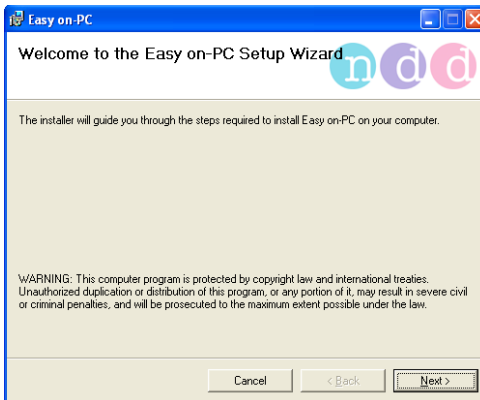 Easy on-PC
Welcome to the Easy on-PC Setup Wizard
ndd
The installer will guide you through the steps required to install Easy on-PC on your computer.
WARNING: This computer program is protected by copyright law and international treaties.
Unauthorized duplication or distribution of this program, or any portion of it, may result in severe civil
or criminal penalties, and will be prosecuted to the maximum extent possible under the law.
Cancel < Back Next >